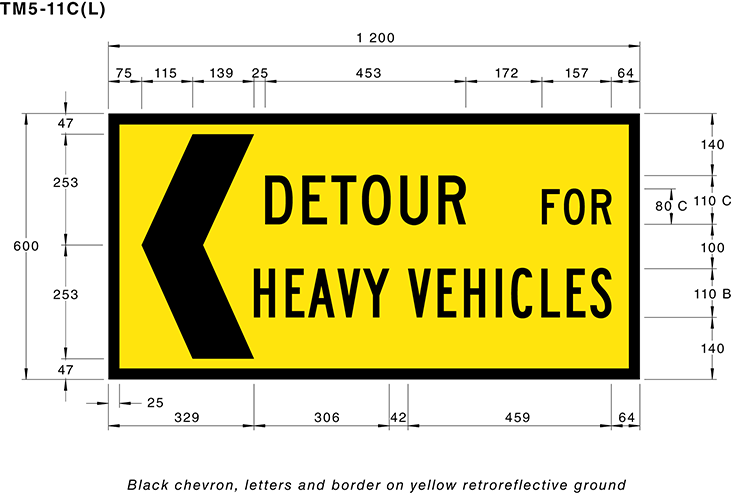 TM5-11C(L)
1 200
75 115 139 25 453 172 157 64
47
140
253
DETOUR FOR
110 C
80 C
600
100
HEAVY VEHICLES
253
110 B
140
47
25
329 306 42 459 64
Black chevron, letters and border on yellow retroreflective ground